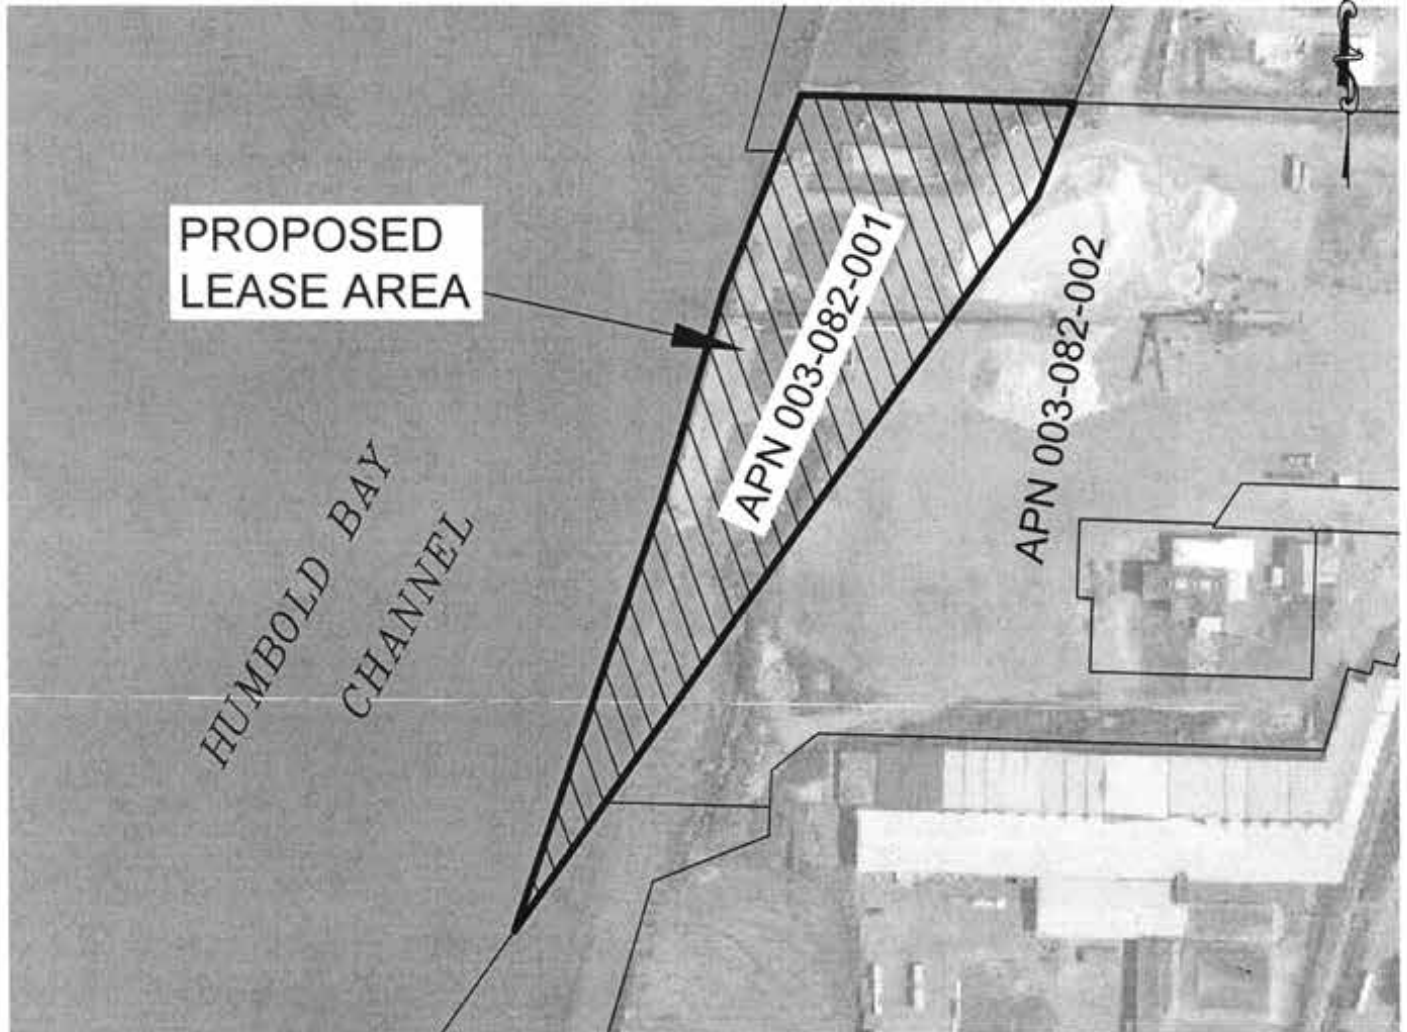 PROPOSED
LEASE AREA
APN 003-082-001
APN 003-082-002
HUMBOLD BAY
CHANNEL